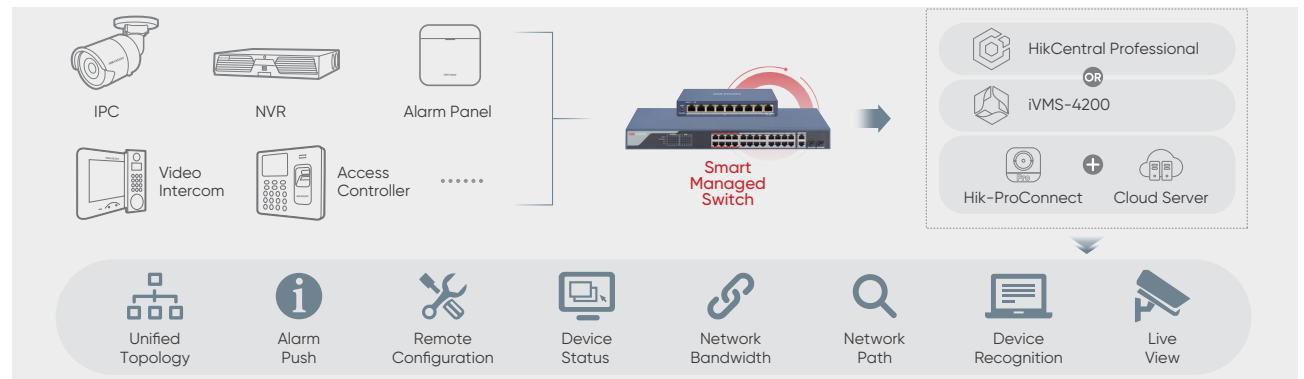 IPC
NVR
Alarm Panel
Video
Intercom
Access
Controller
......
Smart
Managed
Switch
HikCentral Professional
OR
iVMS-4200
Pro
Hik-ProConnect
+
Cloud Server
Unified
Topology
Alarm
Push
Remote
Configuration
Device
Status
Network
Bandwidth
Network
Path
Device
Recognition
Live
View